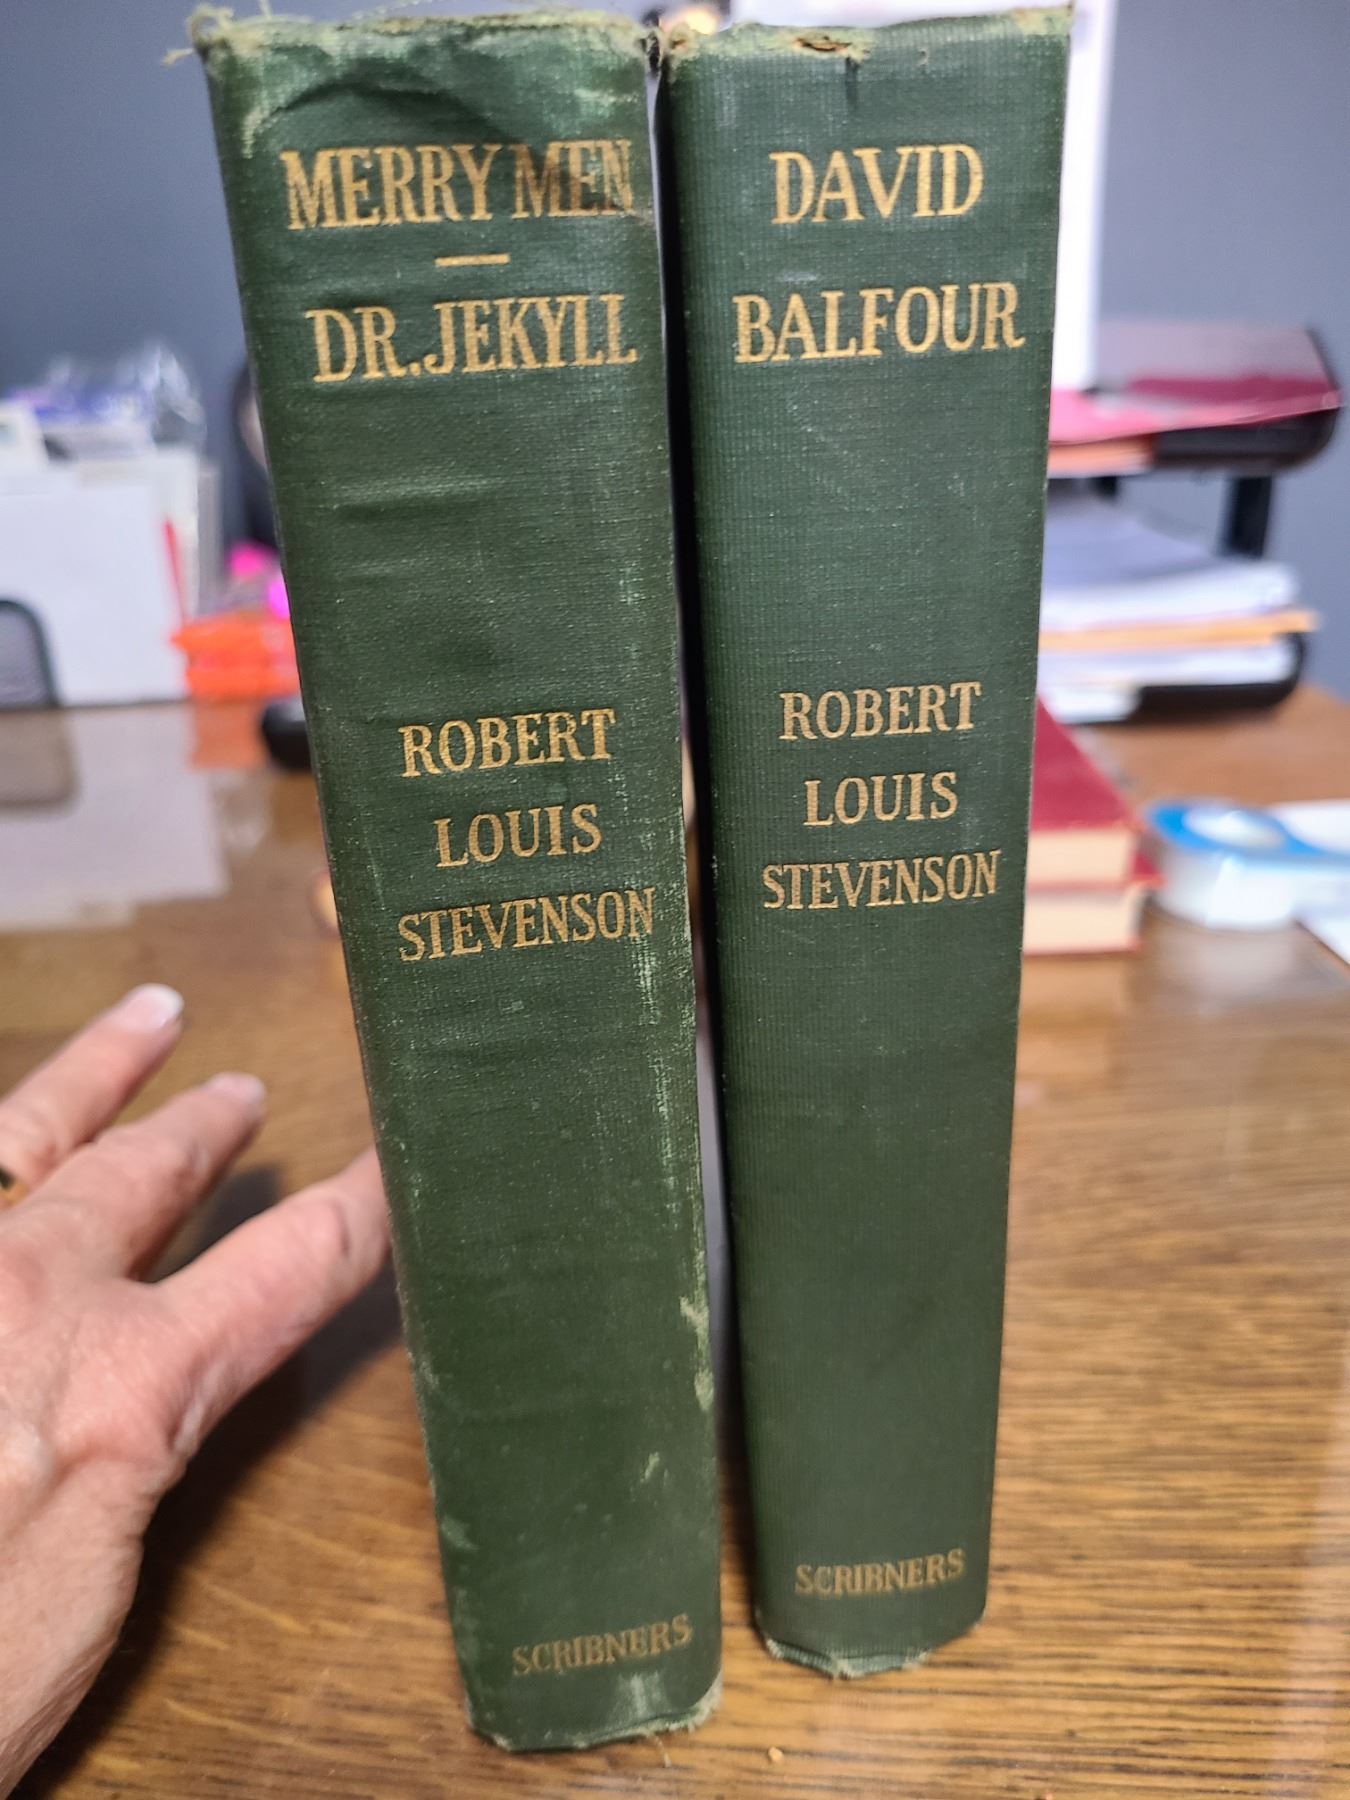 MERRY MEN
DR. JEKYLL
ROBERT
LOUIS
STEVENSON
SCRIBNERS
DAVID
BALFOUR
ROBERT
LOUIS
STEVENSON
SCRIBNERS